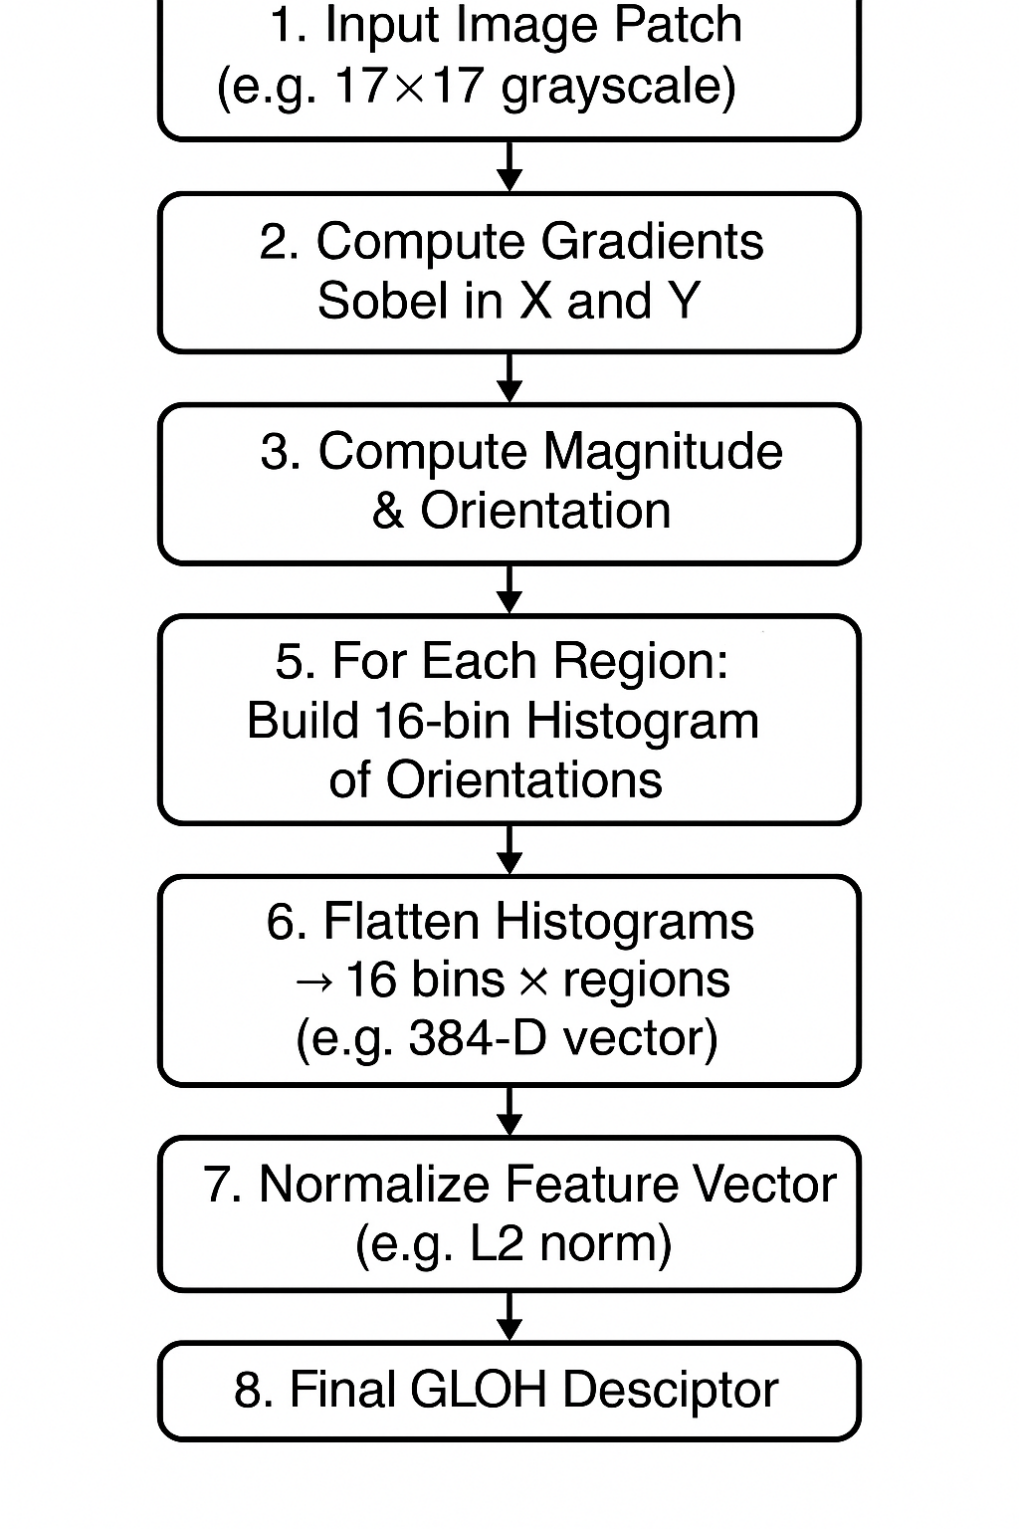 1. Input Image Patch
(e.g. 17×17 grayscale)
2. Compute Gradients
Sobel in X and Y
3. Compute Magnitude
& Orientation
5. For Each Region:
Build 16-bin Histogram
of Orientations
6. Flatten Histograms
→ 16 bins × regions
(e.g. 384-D vector)
7. Normalize Feature Vector
(e.g. L2 norm)
8. Final GLOH Desciptor